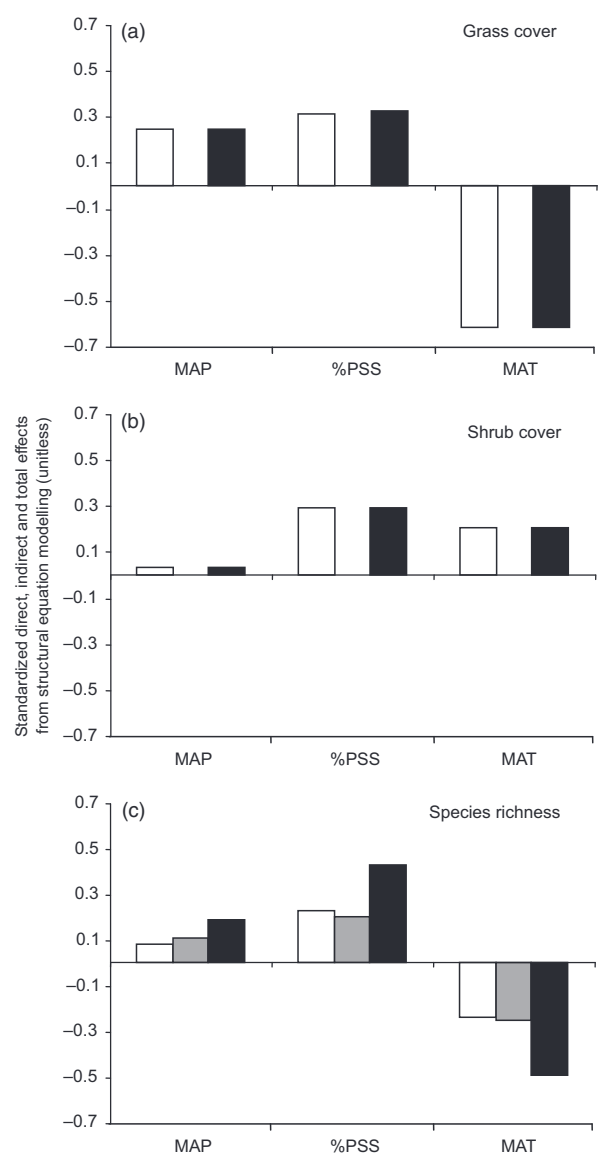 (a)
Grass cover
0.7
0.5
0.3
0.1
–0.1
–0.3
–0.5
–0.7
MAP %PSS MAT
(b)
Shrub cover
0.7
0.5
0.3
0.1
–0.1
–0.3
–0.5
–0.7
MAP %PSS MAT
Standardized direct, indirect and total effects
from structural equation modelling (unitless)
(c)
Species richness
0.7
0.5
0.3
0.1
–0.1
–0.3
–0.5
–0.7
MAP %PSS MAT